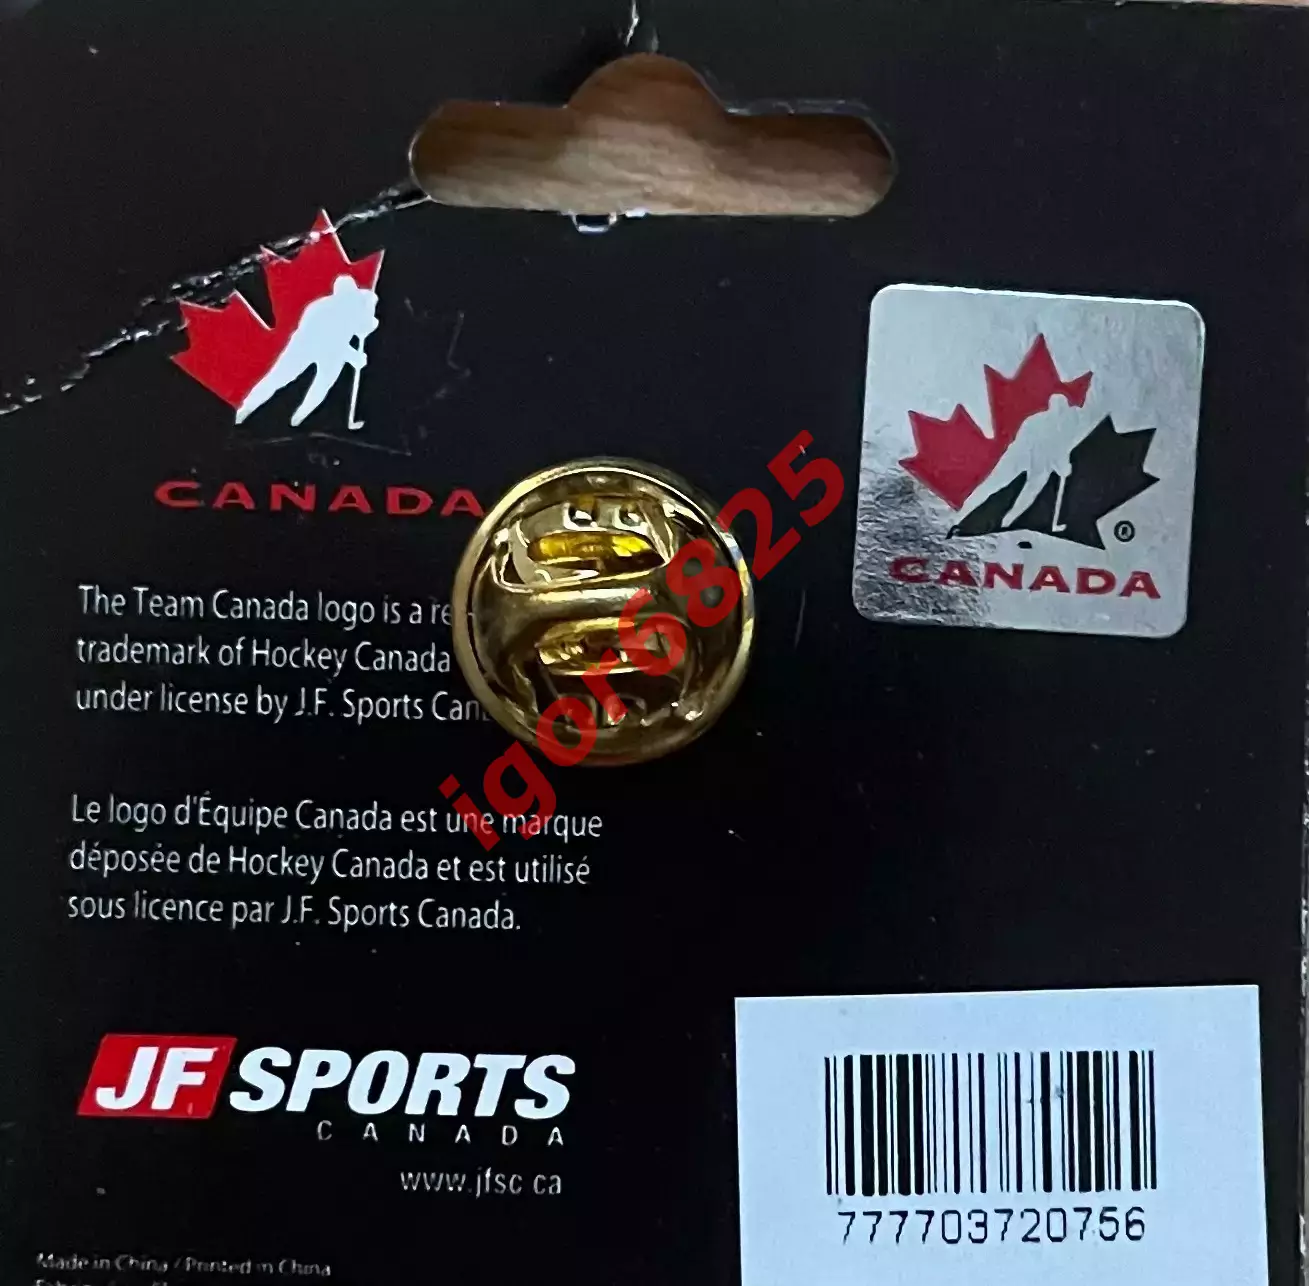 CANADA
CANADA
®
The Team Canada logo is a re
trademark of Hockey Canada
under license by J.F. Sports Can
Le logo d'Équipe Canada est une marque
déposée de Hockey Canada et est utilisé
sous licence par J.F. Sports Canada.
igor6825
JF SPORTS
CANADA
www.jfsc.ca
777703720756
Made in China / Printed in China